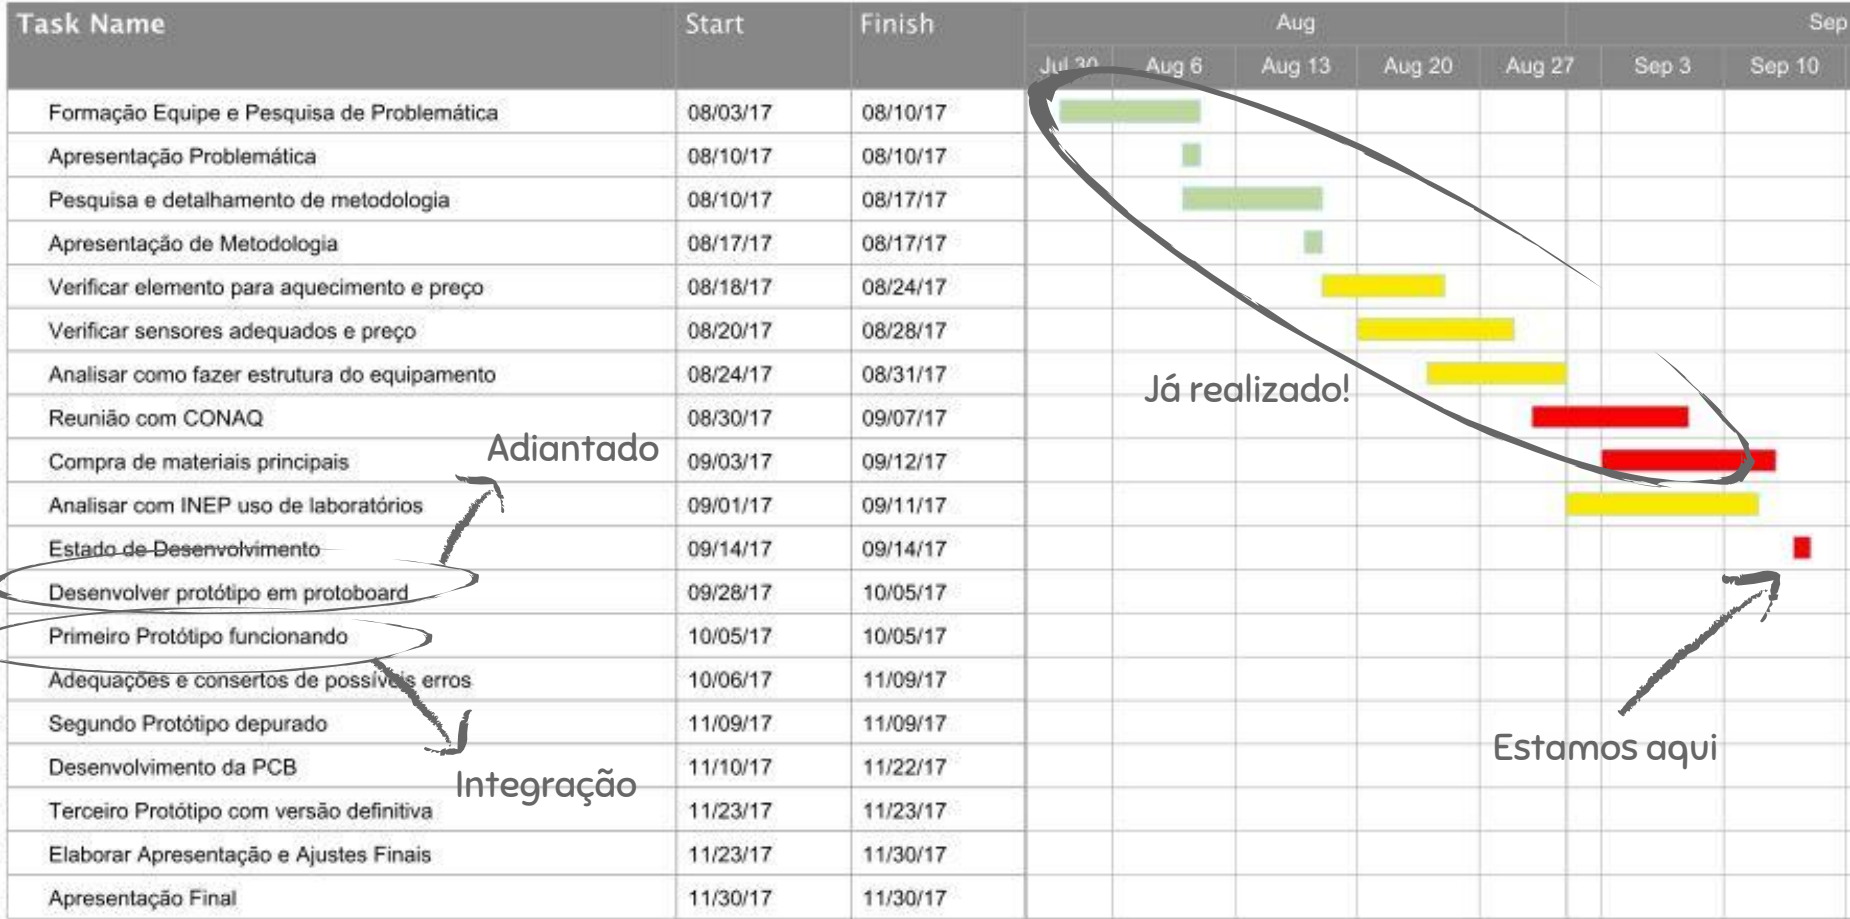 Task Name Start Finish Aug Sep
Jul 30 Aug 6 Aug 13 Aug 20 Aug 27 Sep 3 Sep 10
Formação Equipe e Pesquisa de Problemática 08/03/17 08/10/17
Apresentação Problemática 08/10/17 08/10/17
Pesquisa e detalhamento de metodologia 08/10/17 08/17/17
Apresentação de Metodologia 08/17/17 08/17/17
Verificar elemento para aquecimento e preço 08/18/17 08/24/17
Verificar sensores adequados e preço 08/20/17 08/28/17
Analisar como fazer estrutura do equipamento 08/24/17 08/31/17
Já realizado!
Reunião com CONAQ 08/30/17 09/07/17
Adiantado
Compra de materiais principais 09/03/17 09/12/17
Analisar com INEP uso de laboratórios 09/01/17 09/11/17
Estado de Desenvolvimento 09/14/17 09/14/17
Desenvolver protótipo em protoboard 09/28/17 10/05/17
Primeiro Protótipo funcionando 10/05/17 10/05/17
Adequações e consertos de possíveis erros 10/06/17 11/09/17
Segundo Protótipo depurado 11/09/17 11/09/17
Estamos aqui
Desenvolvimento da PCB 11/10/17 11/22/17
Integração
Terceiro Protótipo com versão definitiva 11/23/17 11/23/17
Elaborar Apresentação e Ajustes Finais 11/23/17 11/30/17
Apresentação Final 11/30/17 11/30/17